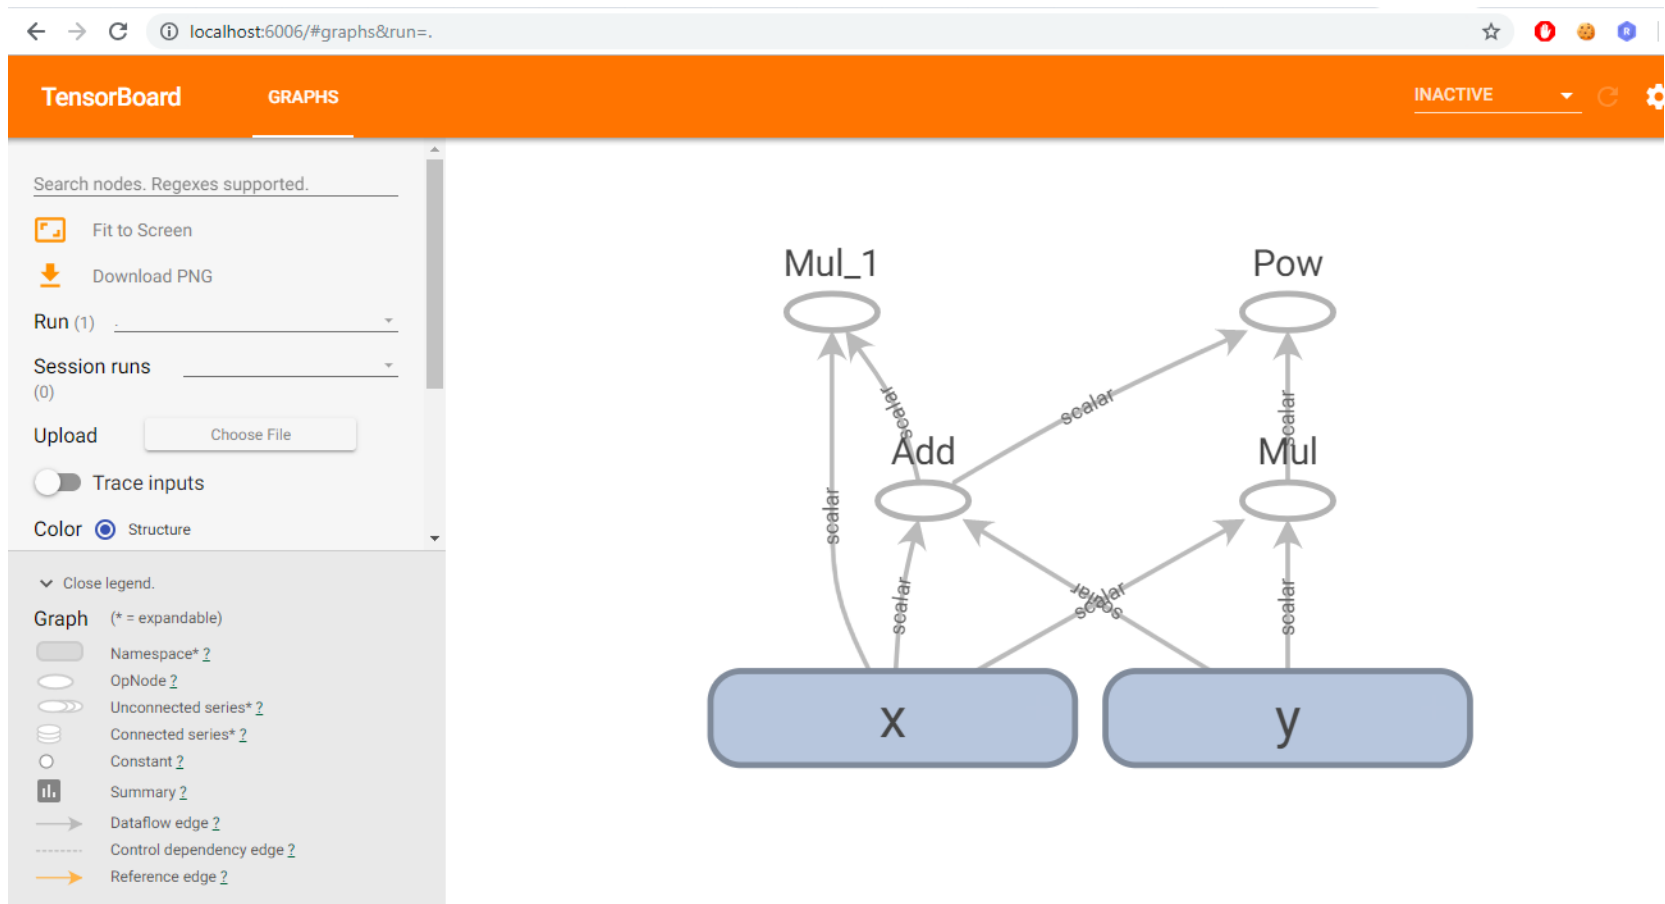 localhost:6006/#graphs&run=.
TensorBoard GRAPHS INACTIVE
Search nodes. Regexes supported.
Fit to Screen
Download PNG
Run (1) .
Session runs
(0)
Upload Choose File
Trace inputs
Color Structure
Close legend.
Graph (* = expandable)
Namespace* ?
OpNode ?
Unconnected series* ?
Connected series* ?
Constant ?
Summary ?
Dataflow edge ?
Control dependency edge ?
Reference edge ?
Mul_1 Pow
scalar scalar scalar
Add Mul
scalar
scalar scalar scalar scalar
x y